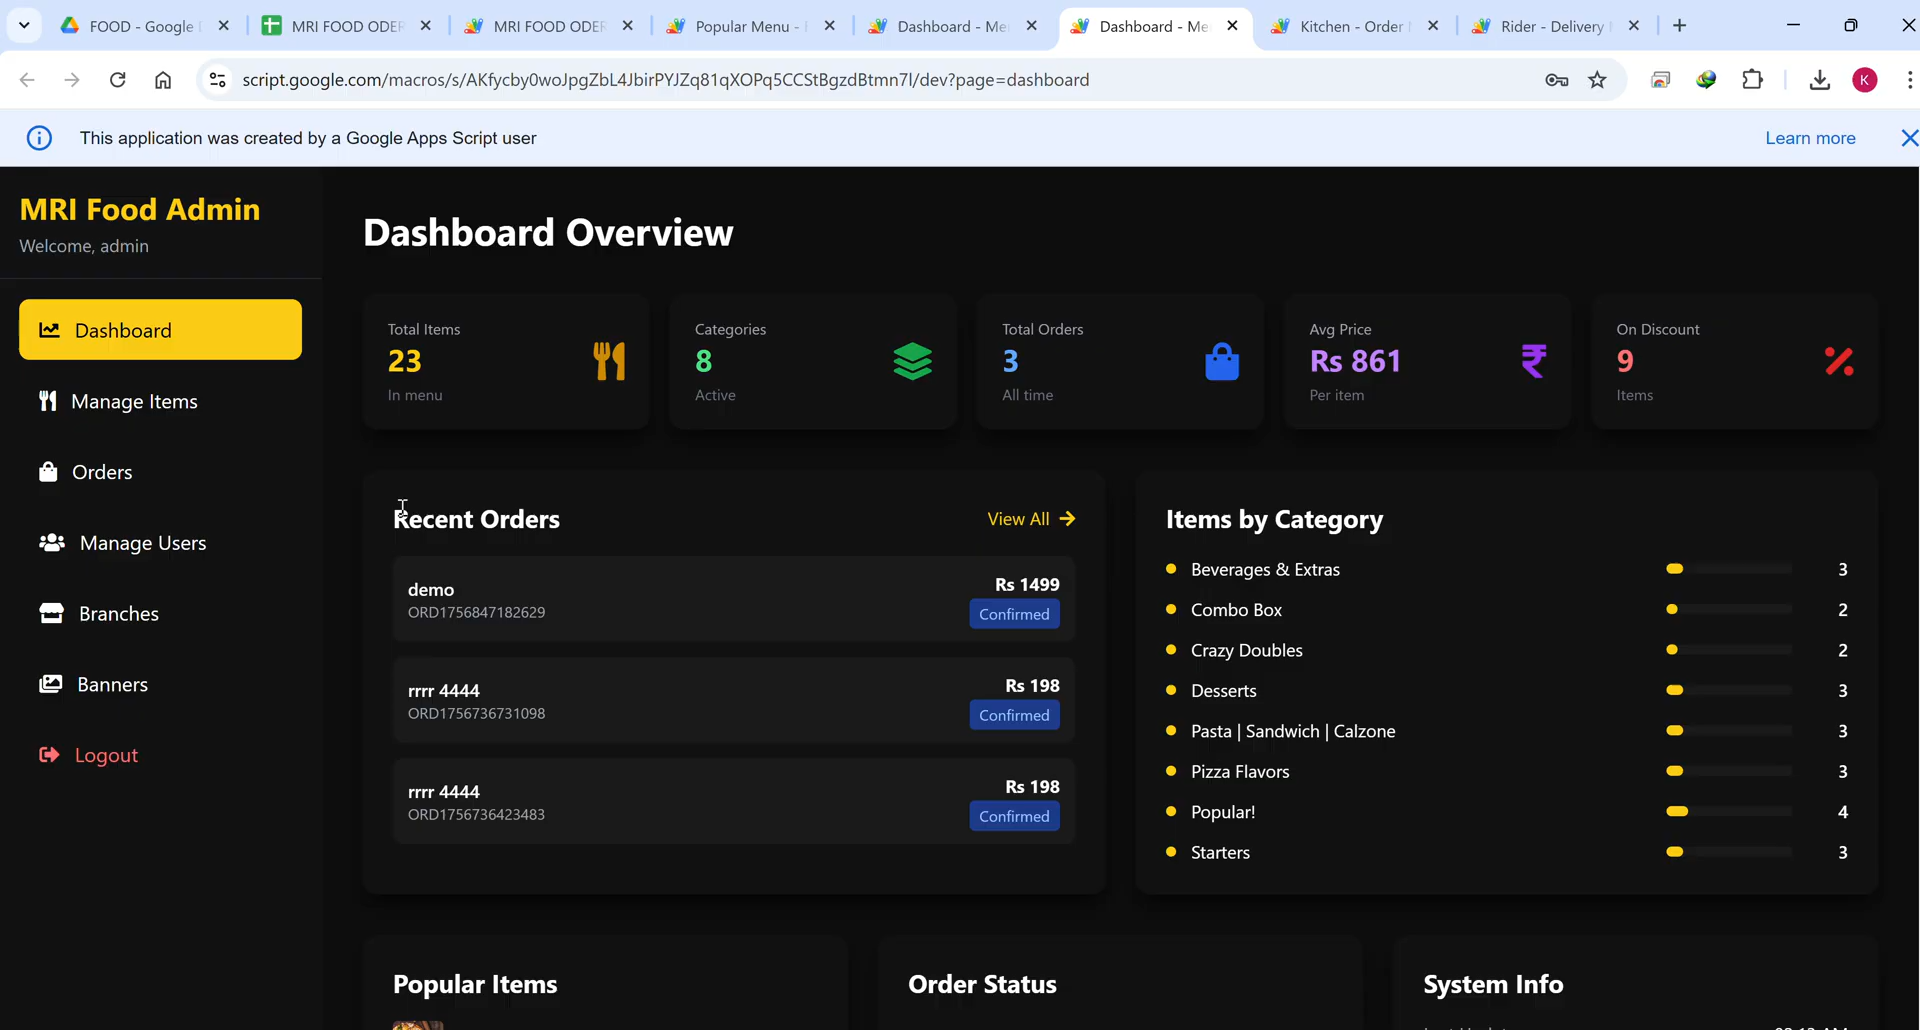 FOOD - Google
MRI FOOD ODER
MRI FOOD ODER
Popular Menu -
Dashboard - Me
Dashboard - Me
Kitchen - Order
Rider - Delivery
script.google.com/macros/s/AKfycby0woJpgZbL4JbirPYJZq81qXOPq5CCStBgzdBtmn7I/dev?page=dashboard
K
This application was created by a Google Apps Script user
Learn more
MRI Food Admin
Welcome, admin
Dashboard
Manage Items
Orders
Manage Users
Branches
Banners
Logout
Dashboard Overview
Total Items
23
In menu
Categories
8
Active
Total Orders
3
All time
Avg Price
Rs 861
Per item
On Discount
9
Items
Recent Orders
View All
demo
ORD1756847182629
Rs 1499
Confirmed
rrrr 4444
ORD1756736731098
Rs 198
Confirmed
rrrr 4444
ORD1756736423483
Rs 198
Confirmed
Items by Category
Beverages & Extras 3
Combo Box 2
Crazy Doubles 2
Desserts 3
Pasta | Sandwich | Calzone 3
Pizza Flavors 3
Popular! 4
Starters 3
Popular Items
Order Status
System Info